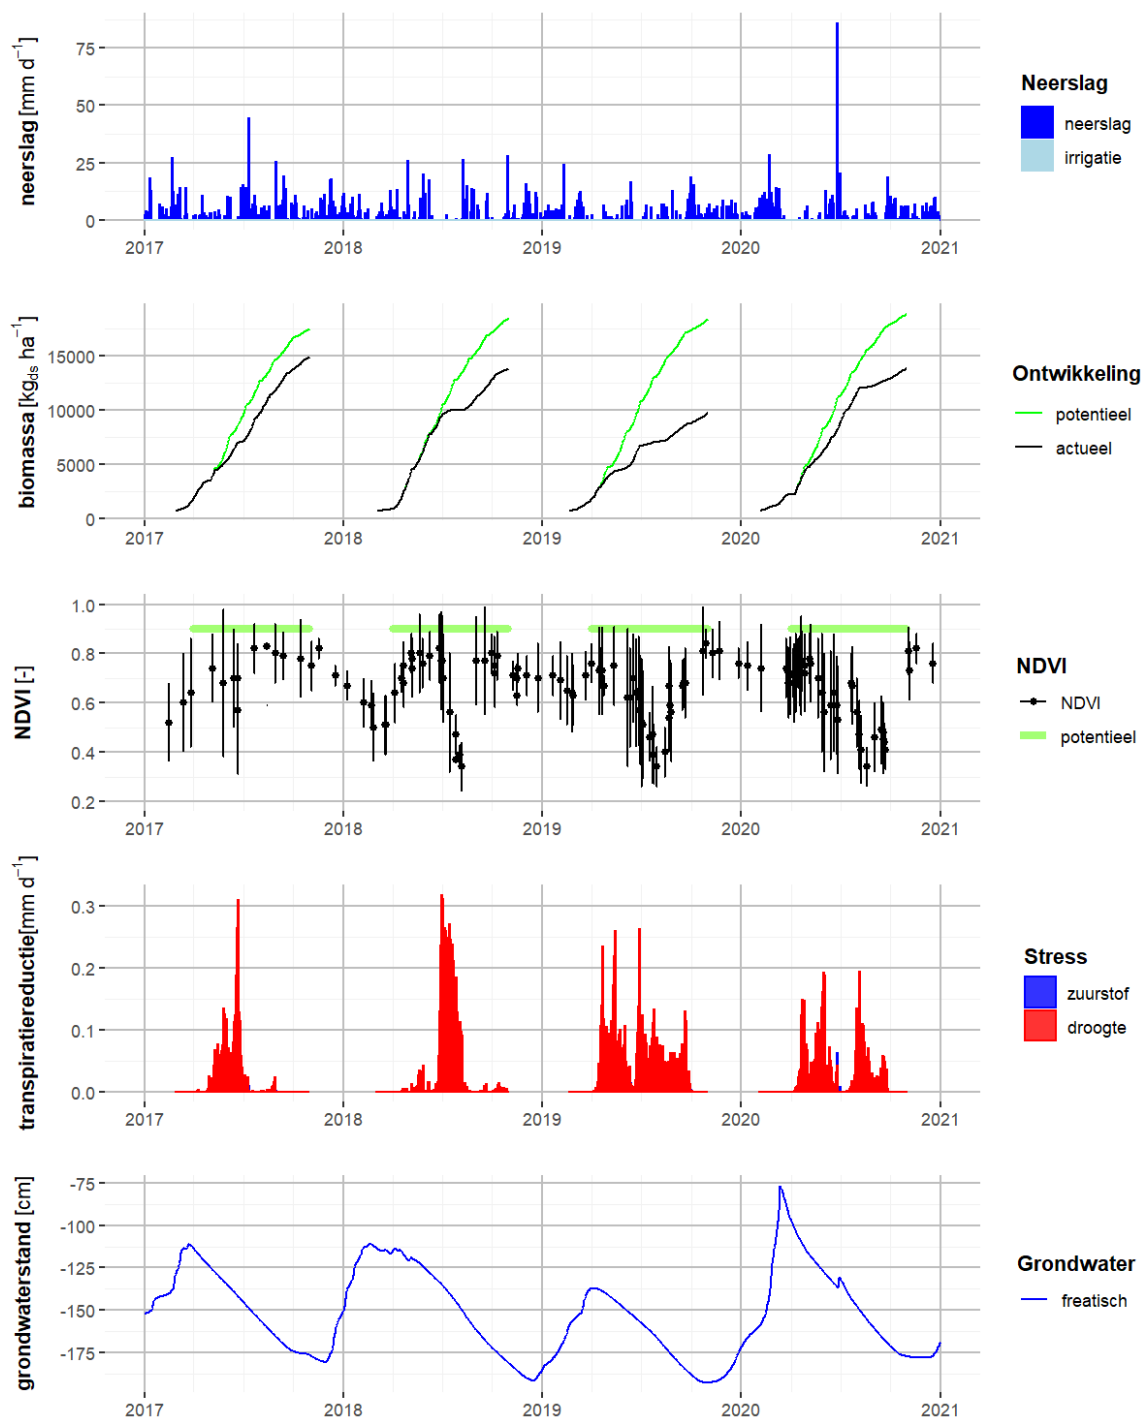 neerslag [mm d⁻¹]
75
50
25
0
2017 2018 2019 2020 2021
Neerslag
neerslag
irrigatie
biomassa [kg_ds ha⁻¹]
15000
10000
5000
0
2017 2018 2019 2020 2021
Ontwikkeling
potentieel
actueel
NDVI [-]
1.0
0.8
0.6
0.4
0.2
2017 2018 2019 2020 2021
NDVI
NDVI
potentieel
transpiratiereductie[mm d⁻¹]
0.3
0.2
0.1
0.0
2017 2018 2019 2020 2021
Stress
zuurstof
droogte
grondwaterstand [cm]
-75
-100
-125
-150
-175
2017 2018 2019 2020 2021
Grondwater
freatisch